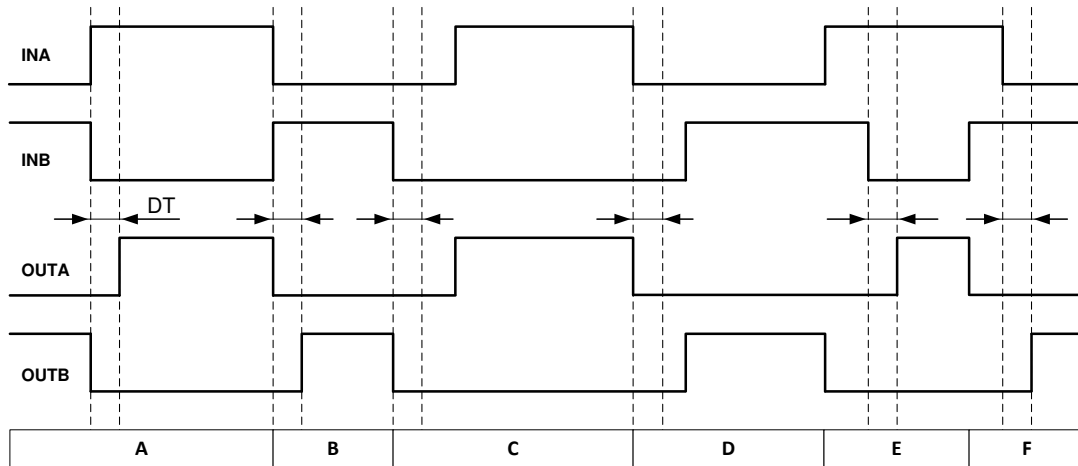 INA
INB
DT
OUTA
OUTB
A B C D E F